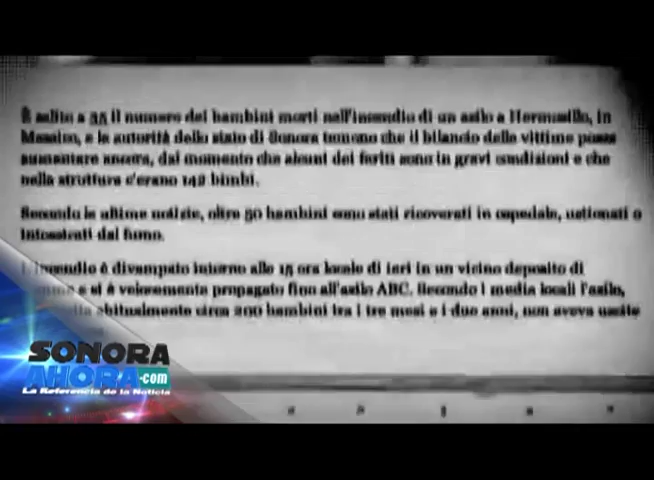 È salito a 35 il numero dei bambini morti nell'incendio di un asilo a Hermosillo, in
Messico, e le autorità dello stato di Sonora temono che il bilancio delle vittime possa
aumentare ancora, dal momento che alcuni dei feriti sono in gravi condizioni e che
nella struttura c'erano 142 bimbi.
Secondo le ultime notizie, oltre 50 bambini sono stati ricoverati in ospedale, ustionati o
intossicati dal fumo.
L'incendio è divampato intorno alle 15 ora locale di ieri in un vicino deposito di
e si è velocemente propagato fino all'asilo ABC. Secondo i media locali l'asilo,
abitualmente circa 200 bambini tra i tre mesi e i due anni, non aveva uscite
SONORA
AHORA.com
La Referencia de la Noticia